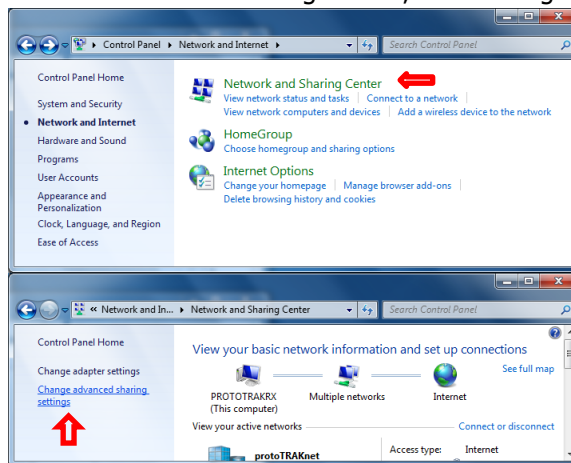 Control Panel ▸ Network and Internet ▸
Search Control Panel
Control Panel Home
System and Security
Network and Internet
Hardware and Sound
Programs
User Accounts
Appearance and
Personalization
Clock, Language, and Region
Ease of Access
Network and Sharing Center
View network status and tasks | Connect to a network |
View network computers and devices | Add a wireless device to the network
HomeGroup
Choose homegroup and sharing options
Internet Options
Change your homepage | Manage browser add-ons |
Delete browsing history and cookies
« Network and In... ▸ Network and Sharing Center
Search Control Panel
Control Panel Home
Change adapter settings
Change advanced sharing
settings
View your basic network information and set up connections
See full map
PROTOTRAKRX
(This computer)
Multiple networks
Internet
View your active networks
Connect or disconnect
protoTRAKnet
Access type: Internet